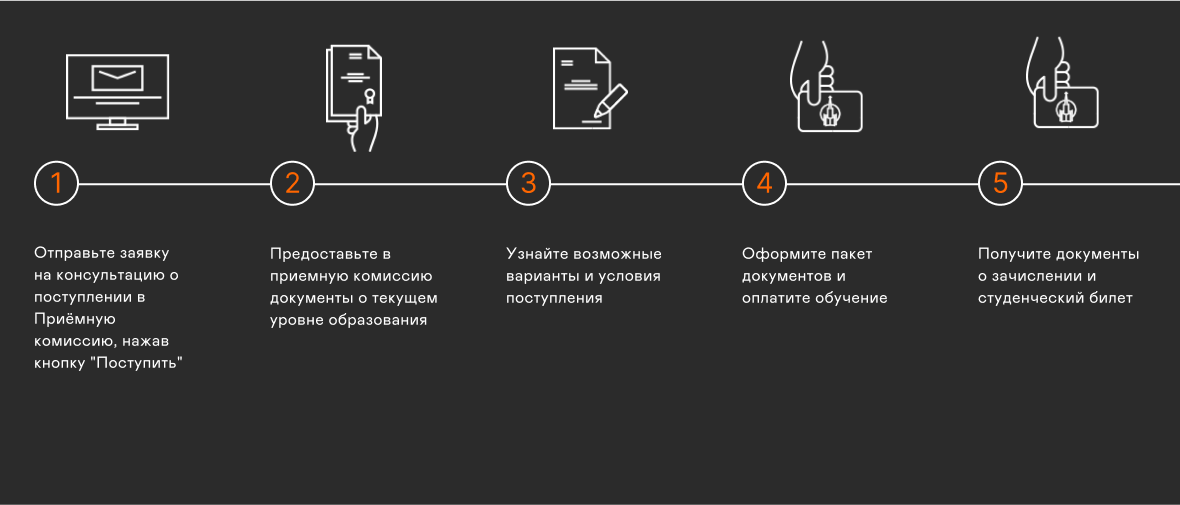 1
2
3
4
5
Отправьте заявку
на консультацию о
поступлении в
Приёмную
комиссию, нажав
кнопку "Поступить"
Предоставьте в
приемную комиссию
документы о текущем
уровне образования
Узнайте возможные
варианты и условия
поступления
Оформите пакет
документов и
оплатите обучение
Получите документы
о зачислении и
студенческий билет